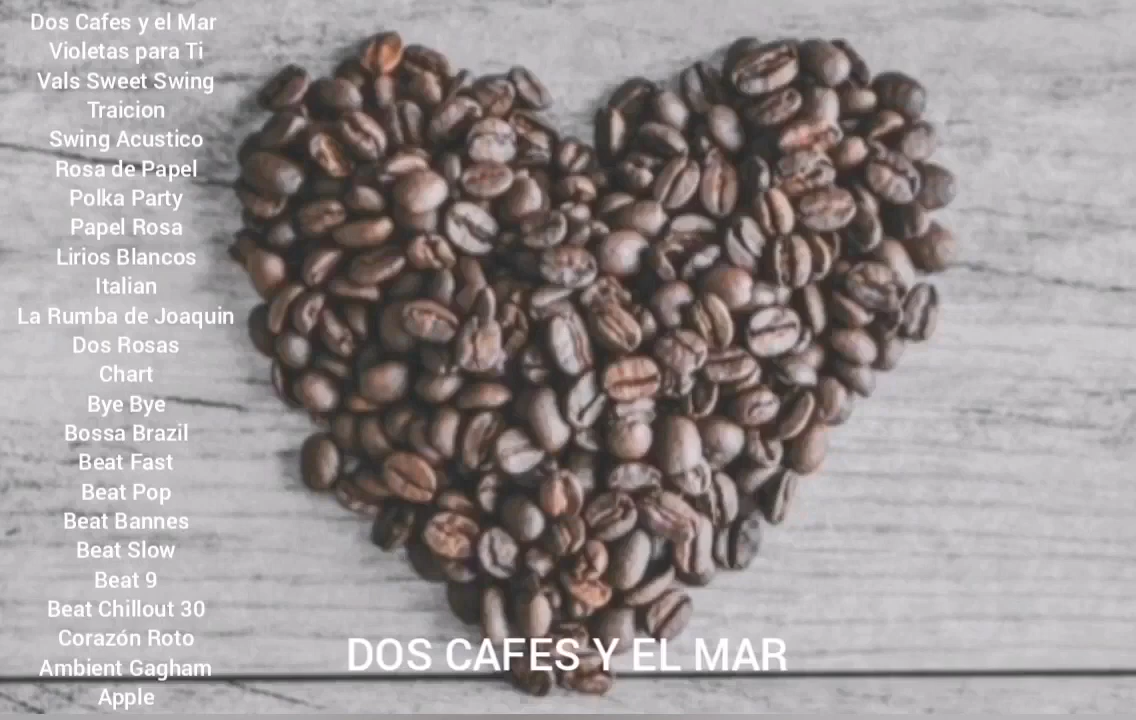 Dos Cafes y el Mar
Violetas para Ti
Vals Sweet Swing
Traicion
Swing Acustico
Rosa de Papel
Polka Party
Papel Rosa
Lirios Blancos
Italian
La Rumba de Joaquin
Dos Rosas
Chart
Bye Bye
Bossa Brazil
Beat Fast
Beat Pop
Beat Bannes
Beat Slow
Beat 9
Beat Chillout 30
Corazón Roto
Ambient Gagham
Apple
DOS CAFES Y EL MAR